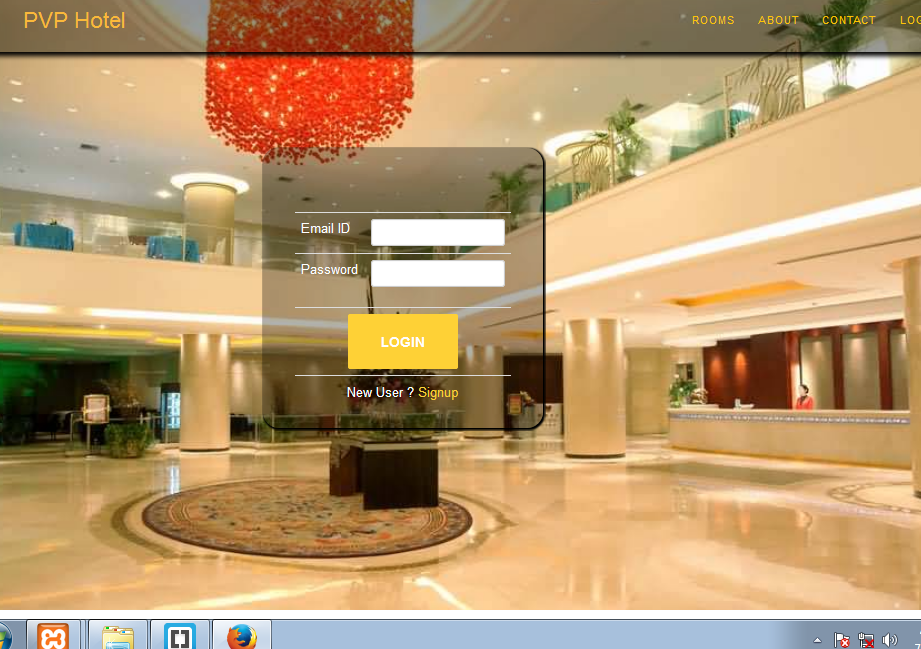 PVP Hotel
ROOMS ABOUT CONTACT
Email ID
Password
LOGIN
New User ? Signup